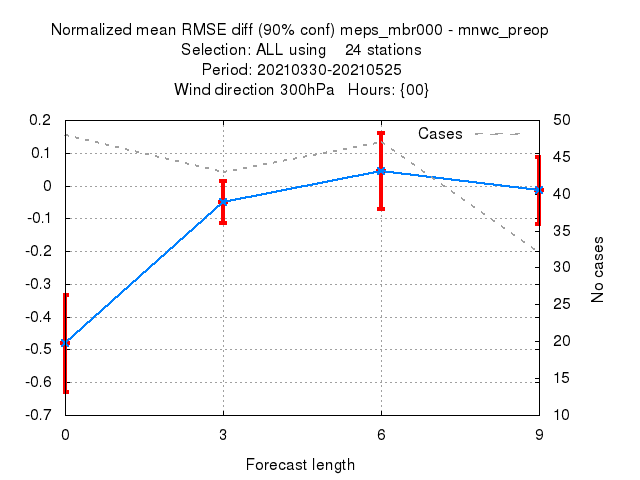 Normalized mean RMSE diff (90% conf) meps_mbr000 - mnwc_preop
Selection: ALL using    24 stations
Period: 20210330-20210525
Wind direction 300hPa   Hours: {00}
Cases
0.2
0.1
0
-0.1
-0.2
-0.3
-0.4
-0.5
-0.6
-0.7
50
45
40
35
30
25
20
15
10
No cases
0 3 6 9
Forecast length